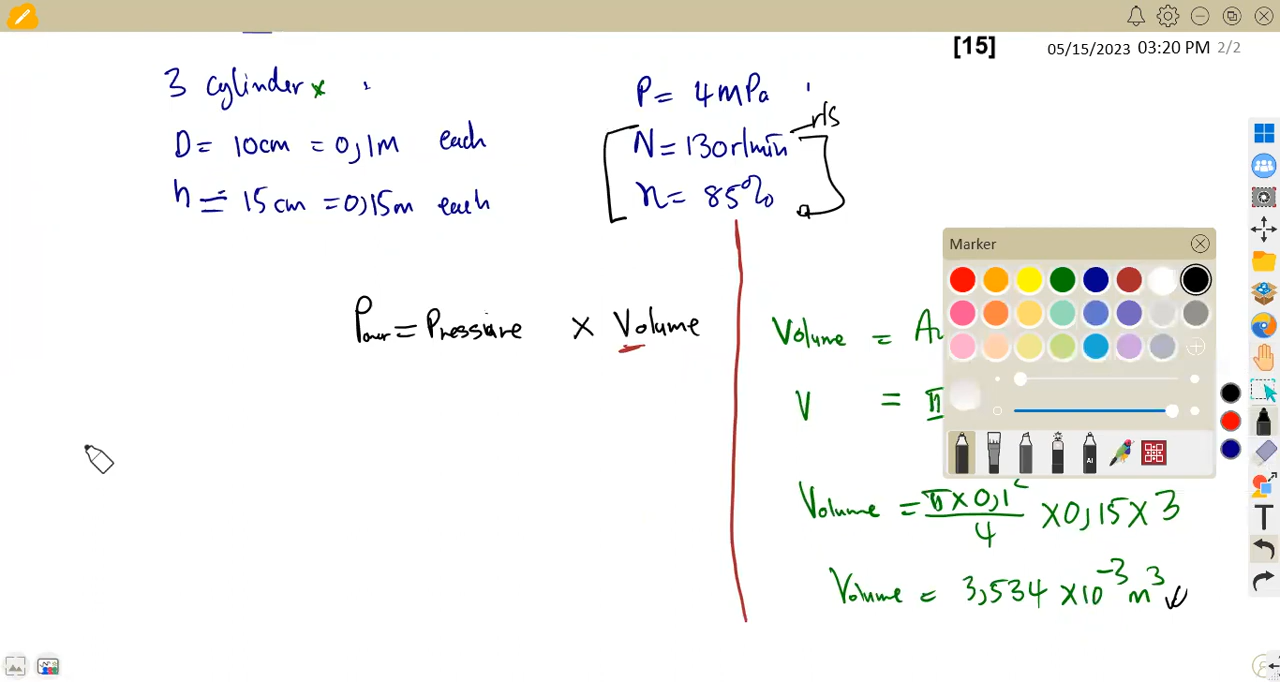 [15]
05/15/2023 03:20 PM 2/2
3 cylinder x
D = 10cm = 0,1m each
h = 15cm = 0,15m each
P = 4mPa
N = 130r/min r/s
n = 85%
Power = Pressure × Volume
Marker
AI
Volume = A
V = π
Volume = π×0,1² / 4 ×0,15×3
Volume = 3,534 ×10⁻³ m³
T